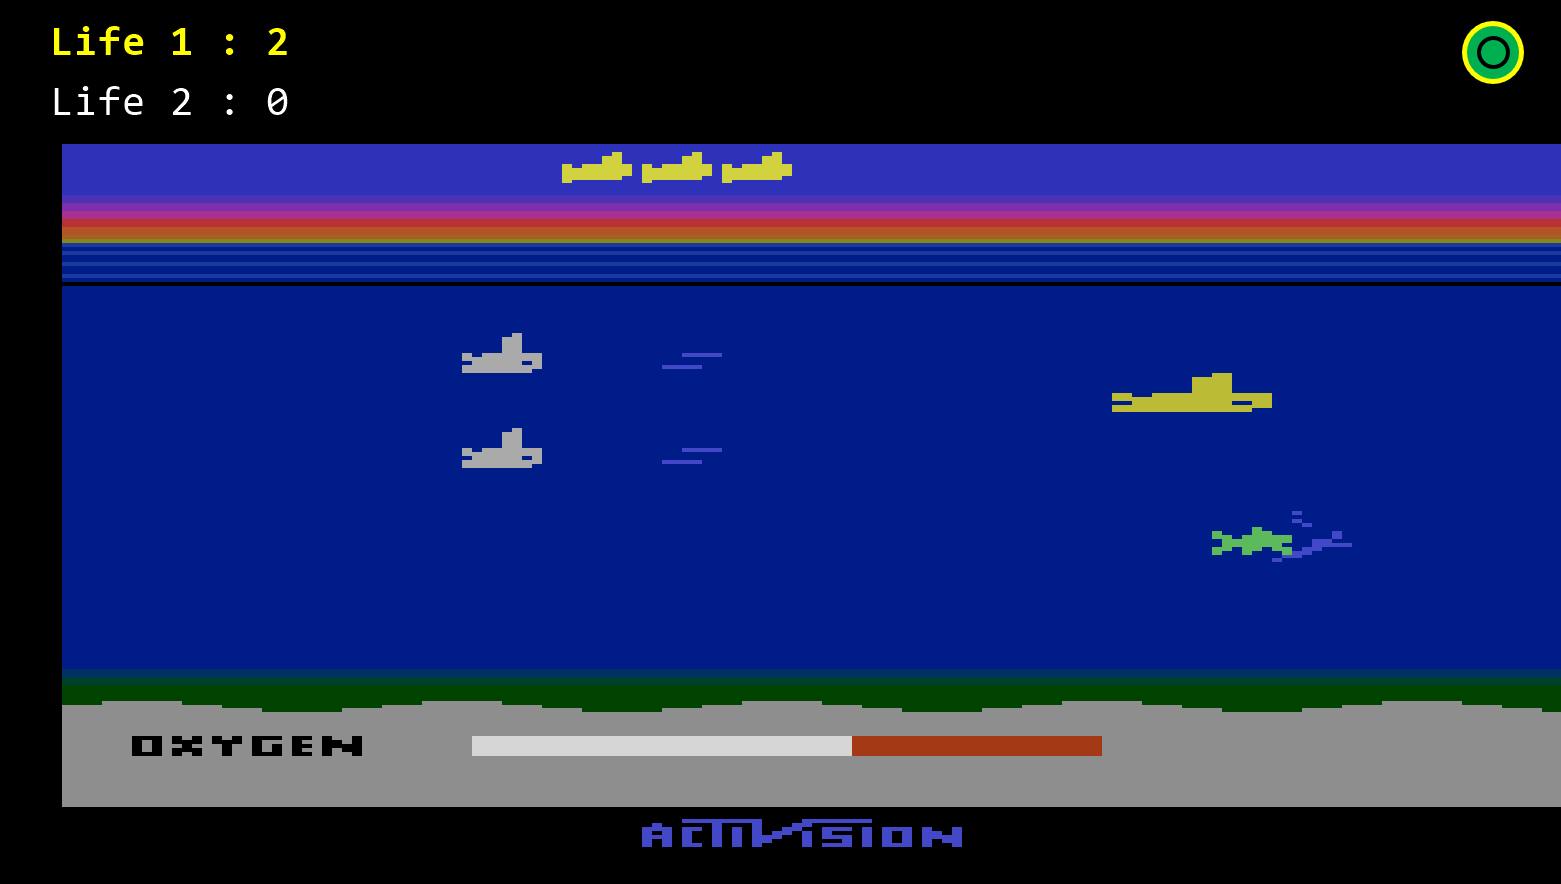 Life 1 : 2
Life 2 : 0
OXYGEN
ACTIVISION